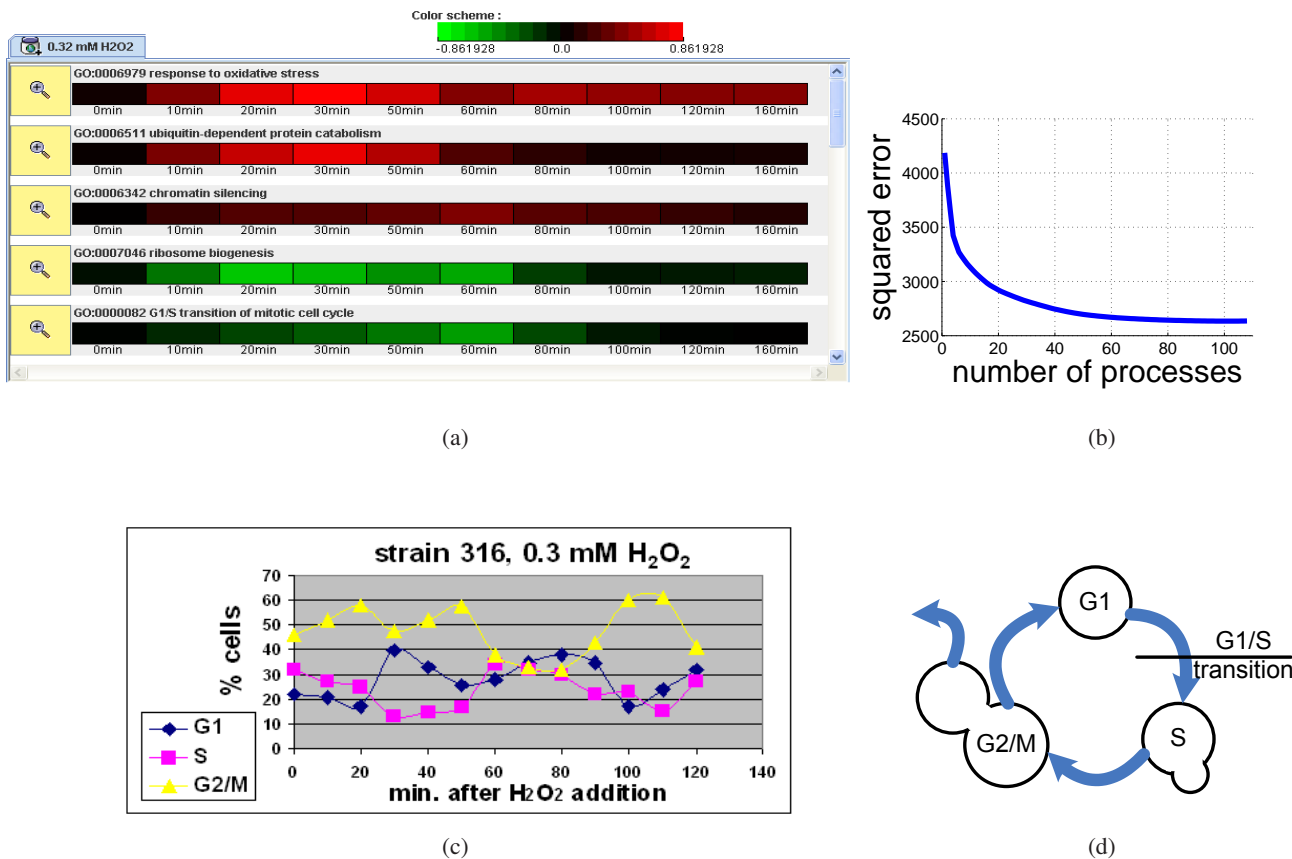 Color scheme :
-0.861928 0.0 0.861928
0.32 mM H2O2
GO:0006979 response to oxidative stress
0min 10min 20min 30min 50min 60min 80min 100min 120min 160min
GO:0006511 ubiquitin-dependent protein catabolism
0min 10min 20min 30min 50min 60min 80min 100min 120min 160min
GO:0006342 chromatin silencing
0min 10min 20min 30min 50min 60min 80min 100min 120min 160min
GO:0007046 ribosome biogenesis
0min 10min 20min 30min 50min 60min 80min 100min 120min 160min
GO:0000082 G1/S transition of mitotic cell cycle
0min 10min 20min 30min 50min 60min 80min 100min 120min 160min
(a)
4500
4000
3500
3000
2500
squared error
0 20 40 60 80 100
number of processes
(b)
strain 316, 0.3 mM H₂O₂
70
60
50
40
30
20
10
0
% cells
0 20 40 60 80 100 120 140
min. after H₂O₂ addition
G1
S
G2/M
(c)
G1
G1/S
transition
S
G2/M
(d)